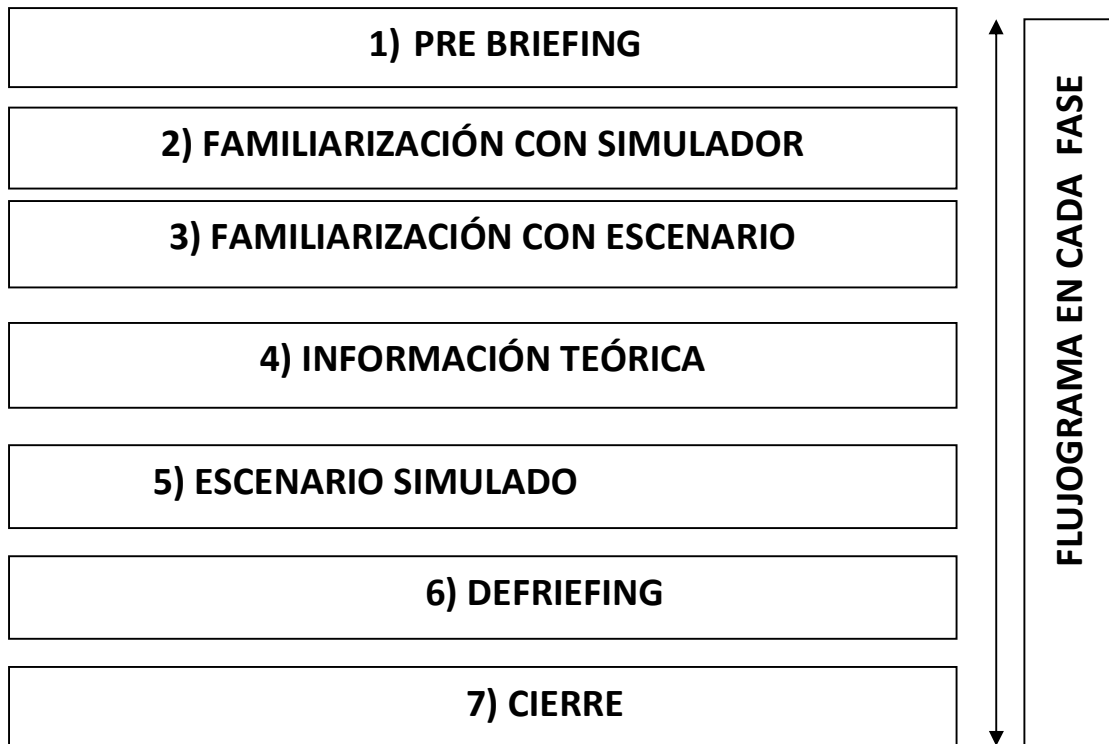 1) PRE BRIEFING
2) FAMILIARIZACIÓN CON SIMULADOR
3) FAMILIARIZACIÓN CON ESCENARIO
4) INFORMACIÓN TEÓRICA
5) ESCENARIO SIMULADO
6) DEFRIEFING
7) CIERRE
FLUJOGRAMA EN CADA FASE